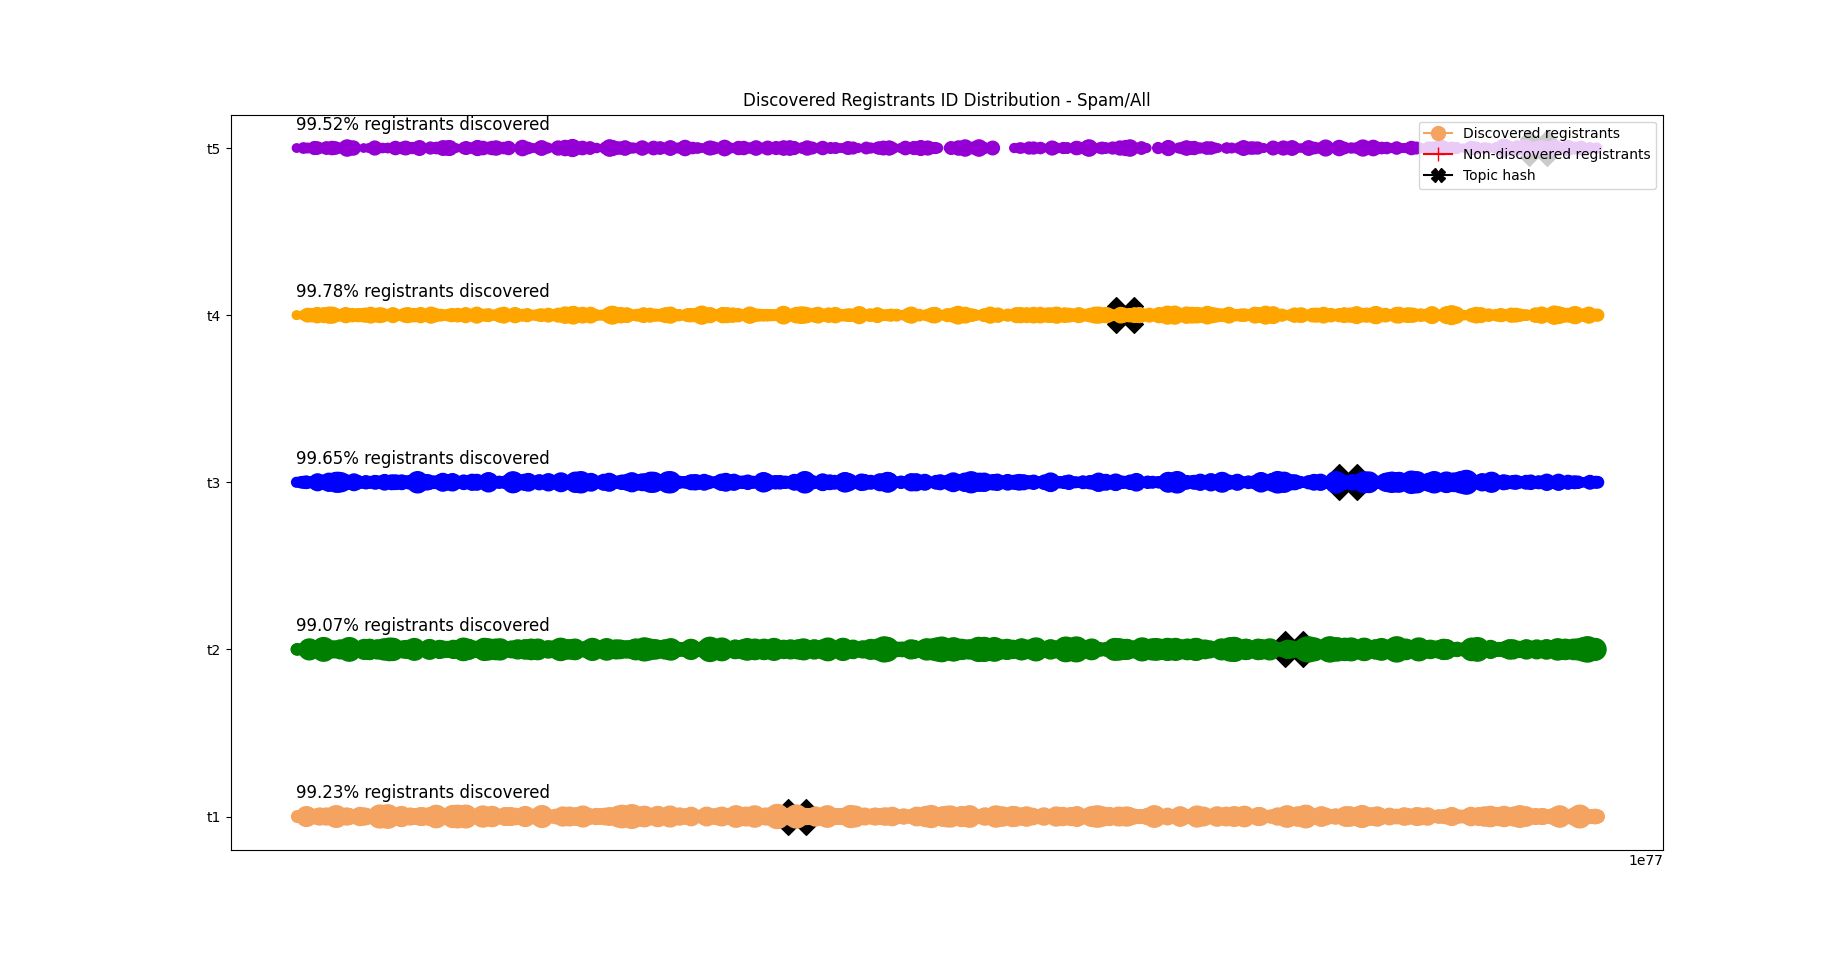 Discovered Registrants ID Distribution - Spam/All
99.52% registrants discovered
t5
Discovered registrants
Non-discovered registrants
Topic hash
99.78% registrants discovered
t4
99.65% registrants discovered
t3
99.07% registrants discovered
t2
99.23% registrants discovered
t1
1e77